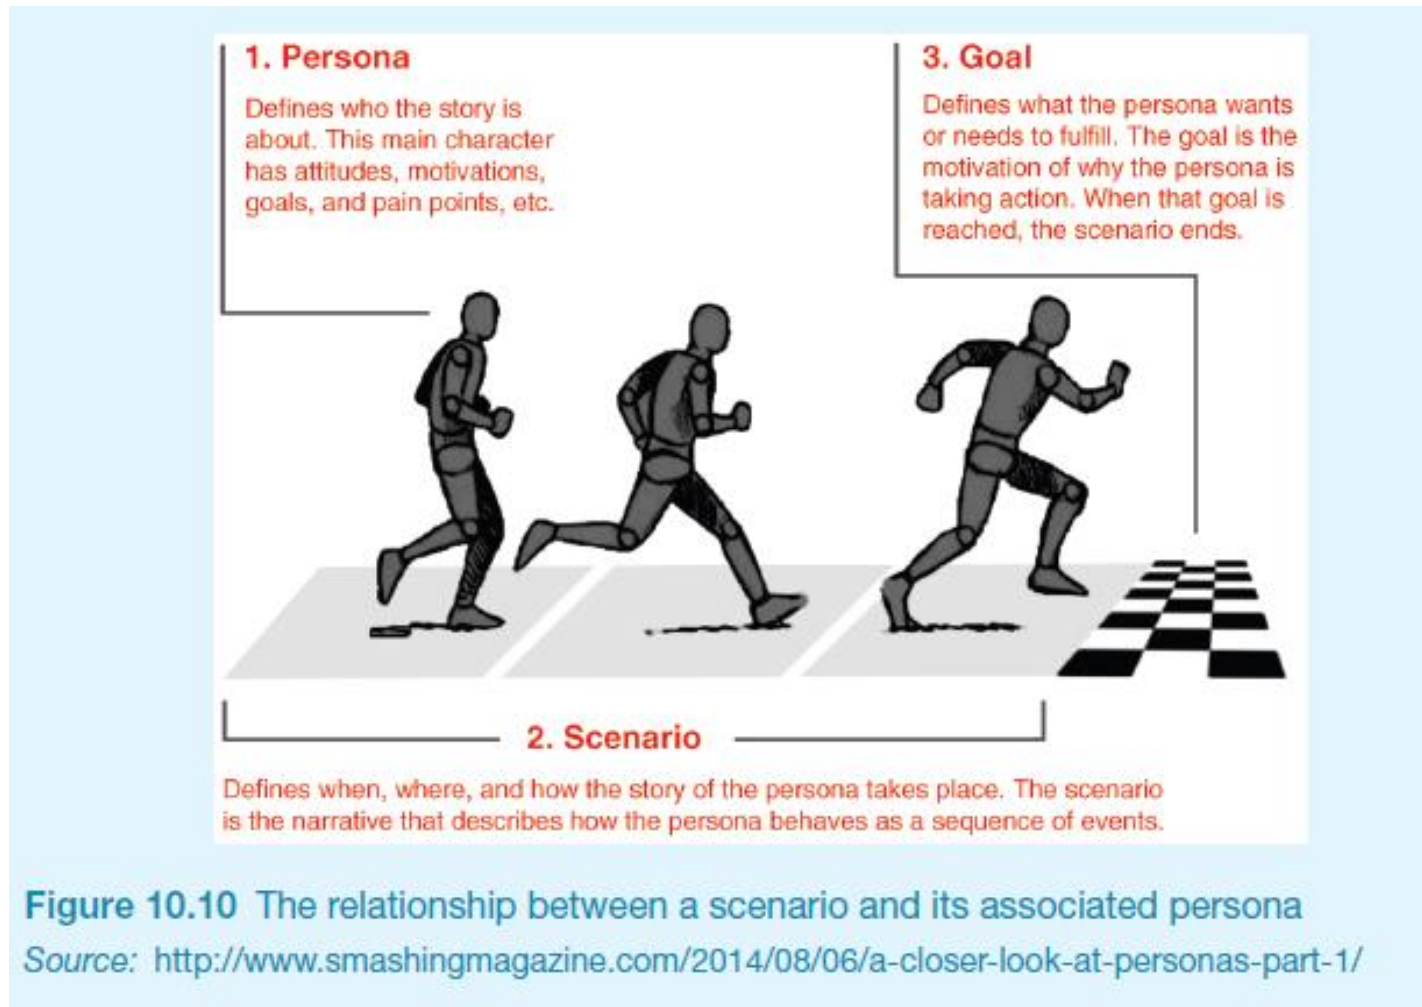 1. Persona
Defines who the story is
about. This main character
has attitudes, motivations,
goals, and pain points, etc.
3. Goal
Defines what the persona wants
or needs to fulfill. The goal is the
motivation of why the persona is
taking action. When that goal is
reached, the scenario ends.
2. Scenario
Defines when, where, and how the story of the persona takes place. The scenario
is the narrative that describes how the persona behaves as a sequence of events.
Figure 10.10 The relationship between a scenario and its associated persona
Source: http://www.smashingmagazine.com/2014/08/06/a-closer-look-at-personas-part-1/